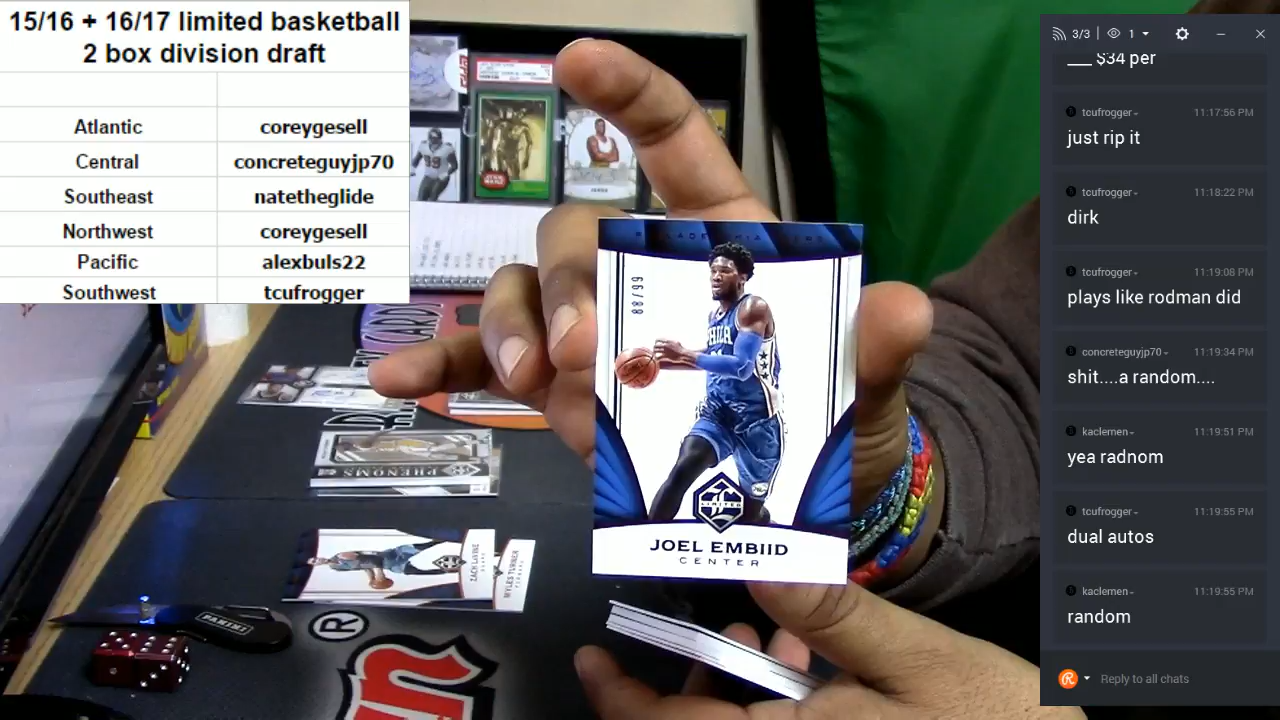 15/16 + 16/17 limited basketball
2 box division draft
Atlantic coreygesell
Central concreteguyjp70
Southeast natetheglide
Northwest coreygesell
Pacific alexbuls22
Southwest tcufrogger
3/3 1
$34 per
tcufrogger 11:17:56 PM
just rip it
tcufrogger 11:18:22 PM
dirk
tcufrogger 11:19:08 PM
plays like rodman did
concreteguyjp70 11:19:34 PM
shit....a random....
kaclemen 11:19:51 PM
yea radnom
tcufrogger 11:19:55 PM
dual autos
kaclemen 11:19:55 PM
random
Reply to all chats
PHILADELPHIA 76ERS
88/99
PHILA
LIMITED
JOEL EMBIID
CENTER
PHENOMS
ZACH LAVINE
MYLES TURNER
PANINI
®